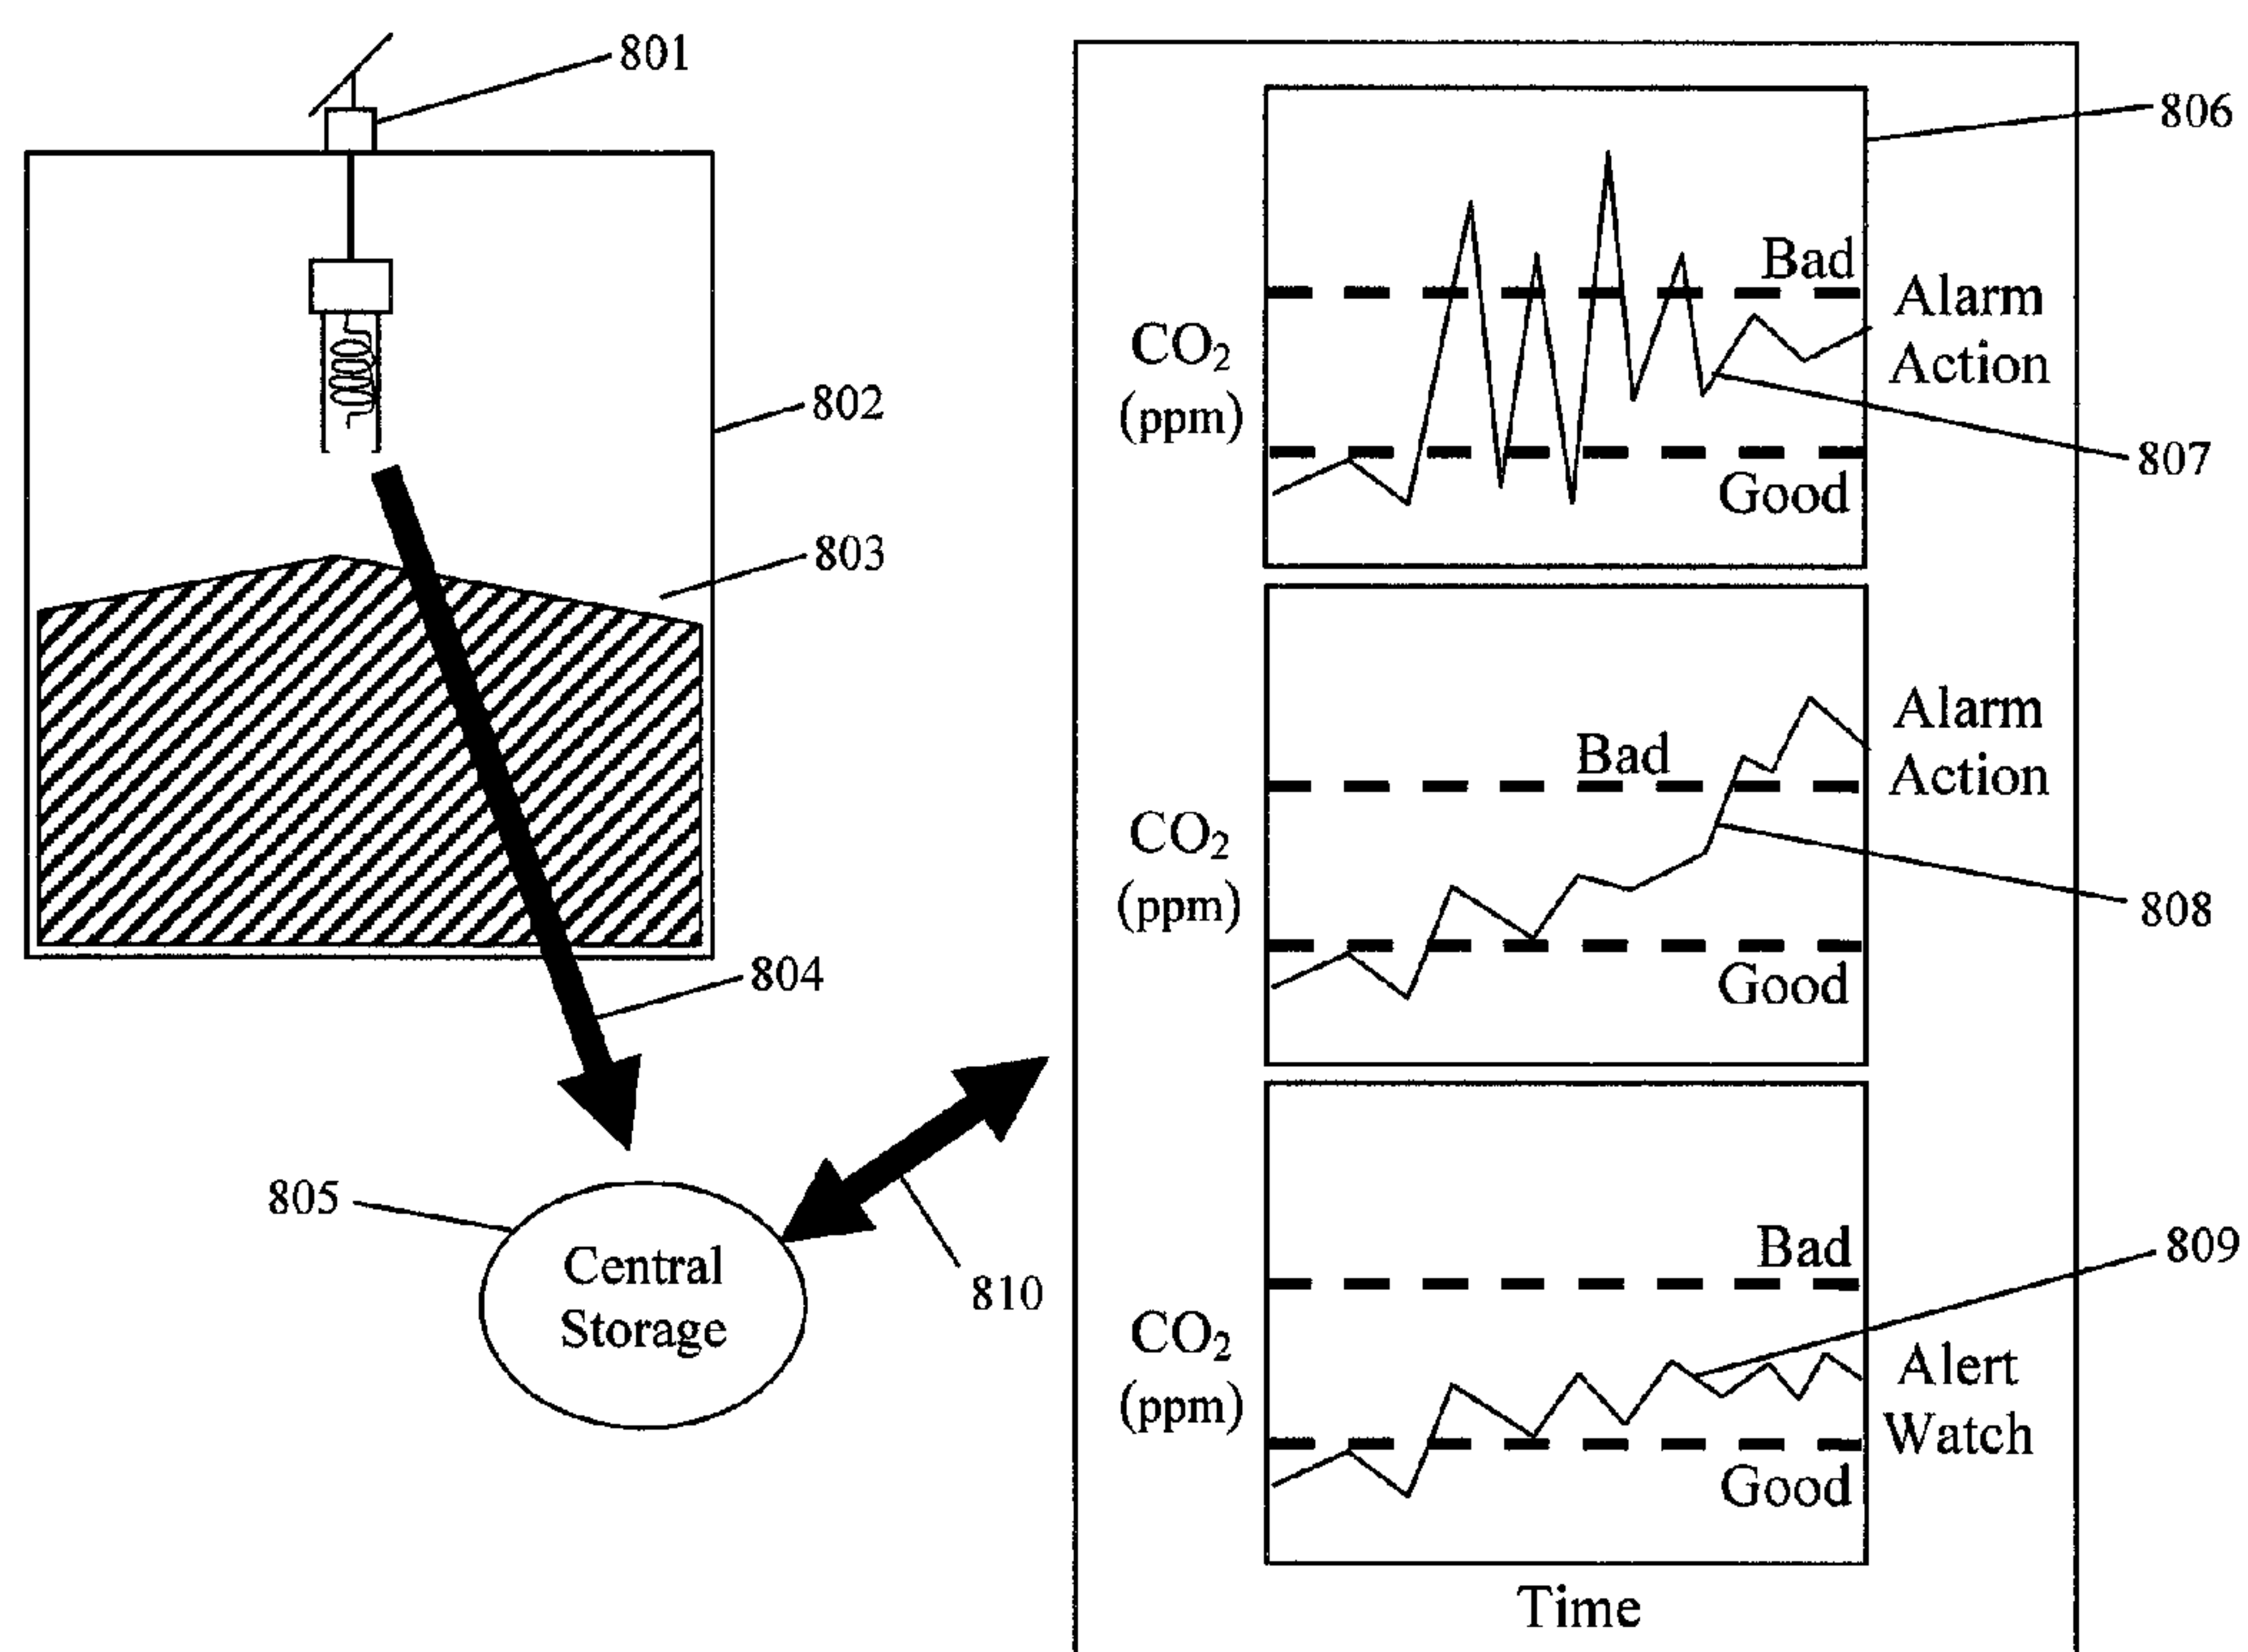 801
802
803
804
805
Central
Storage
810
806
Bad
Alarm
Action
CO₂
(ppm)
Good
807
Bad
Alarm
Action
CO₂
(ppm)
Good
808
Bad
809
CO₂
(ppm)
Alert
Watch
Good
Time